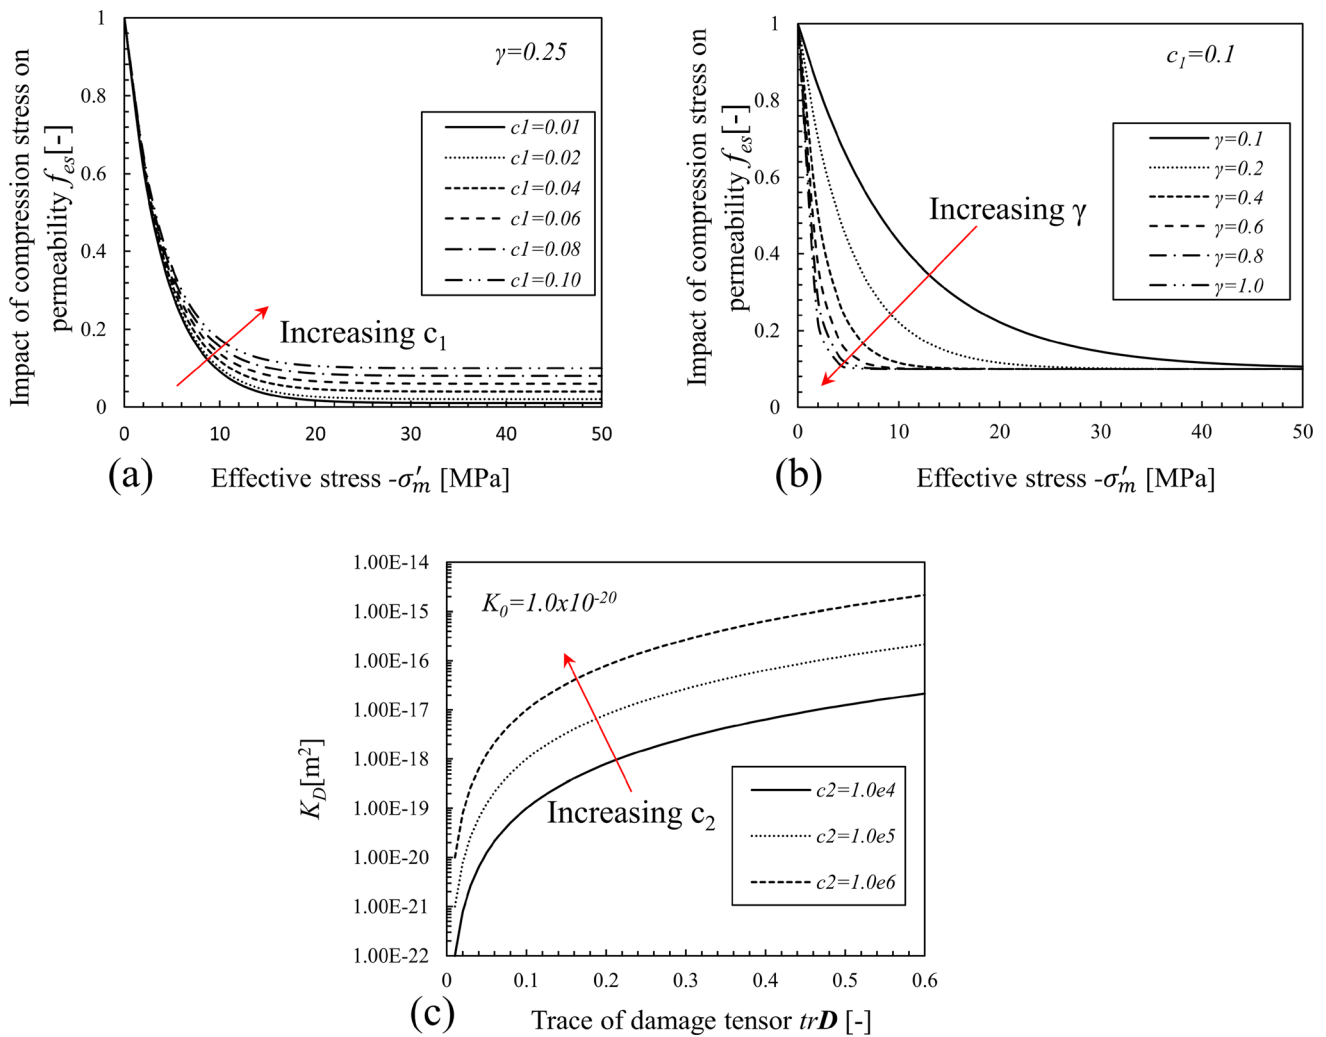 Impact of compression stress on
permeability fes[-]
1
0.8
0.6
0.4
0.2
0
γ=0.25
c1=0.01
c1=0.02
c1=0.04
c1=0.06
c1=0.08
c1=0.10
Increasing c1
0 10 20 30 40 50
(a) Effective stress -σ′m [MPa]
Impact of compression stress on
permeability fes[-]
1
0.8
0.6
0.4
0.2
0
c1=0.1
γ=0.1
γ=0.2
γ=0.4
γ=0.6
γ=0.8
γ=1.0
Increasing γ
0 10 20 30 40 50
(b) Effective stress -σ′m [MPa]
KD[m2]
1.00E-14
1.00E-15
1.00E-16
1.00E-17
1.00E-18
1.00E-19
1.00E-20
1.00E-21
1.00E-22
K0=1.0x10-20
Increasing c2
c2=1.0e4
c2=1.0e5
c2=1.0e6
0 0.1 0.2 0.3 0.4 0.5 0.6
(c) Trace of damage tensor trD [-]